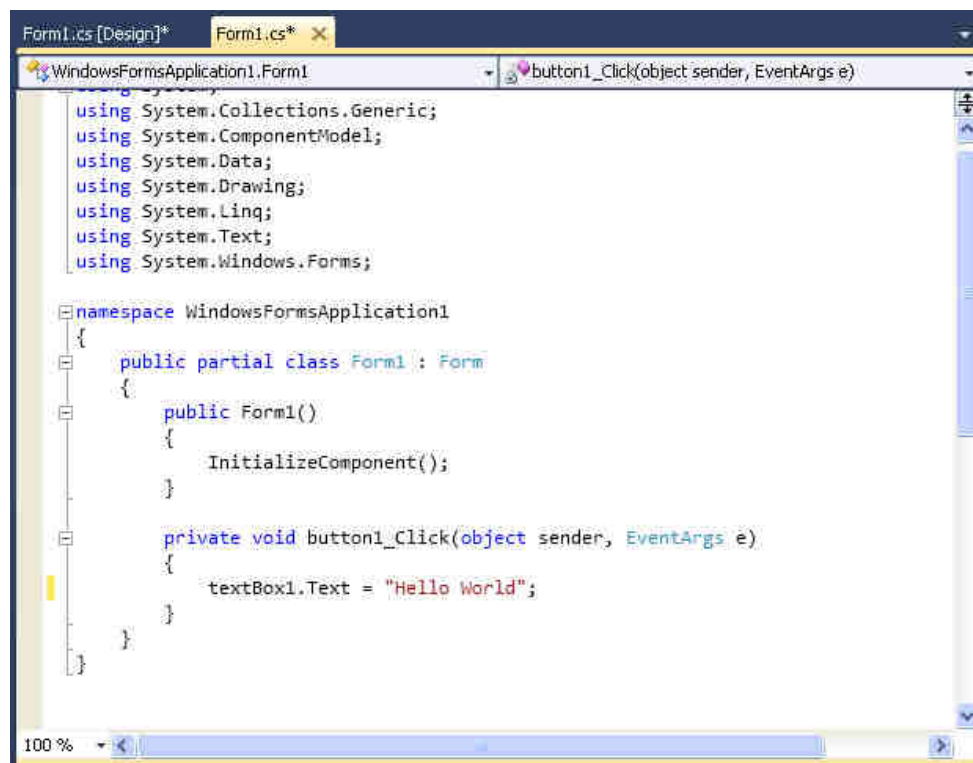 Form1.cs [Design]* Form1.cs*
WindowsFormsApplication1.Form1 button1_Click(object sender, EventArgs e)
using System;
using System.Collections.Generic;
using System.ComponentModel;
using System.Data;
using System.Drawing;
using System.Linq;
using System.Text;
using System.Windows.Forms;
namespace WindowsFormsApplication1
{
public partial class Form1 : Form
{
public Form1()
{
InitializeComponent();
}
private void button1_Click(object sender, EventArgs e)
{
textBox1.Text = "Hello World";
}
}
}
100 %